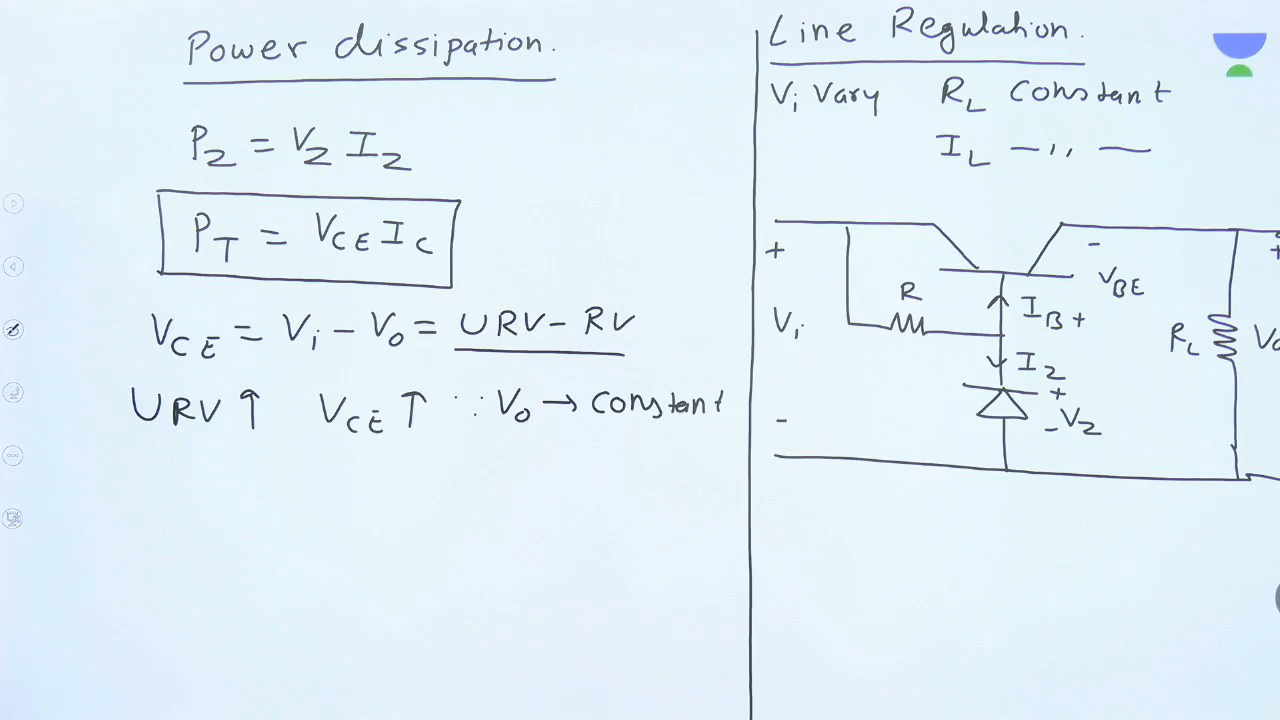 Power dissipation.
P_Z = V_Z I_Z
P_T = V_CE I_C
V_CE = V_i - V_o = URV - RV
URV ↑ V_CE ↑ ∵ V_o → Constant
Line Regulation.
V_i Vary R_L Constant
I_L —〃—
+ - +
V_BE
R I_B +
V_i R_L V_o
I_Z
+
- - V_Z